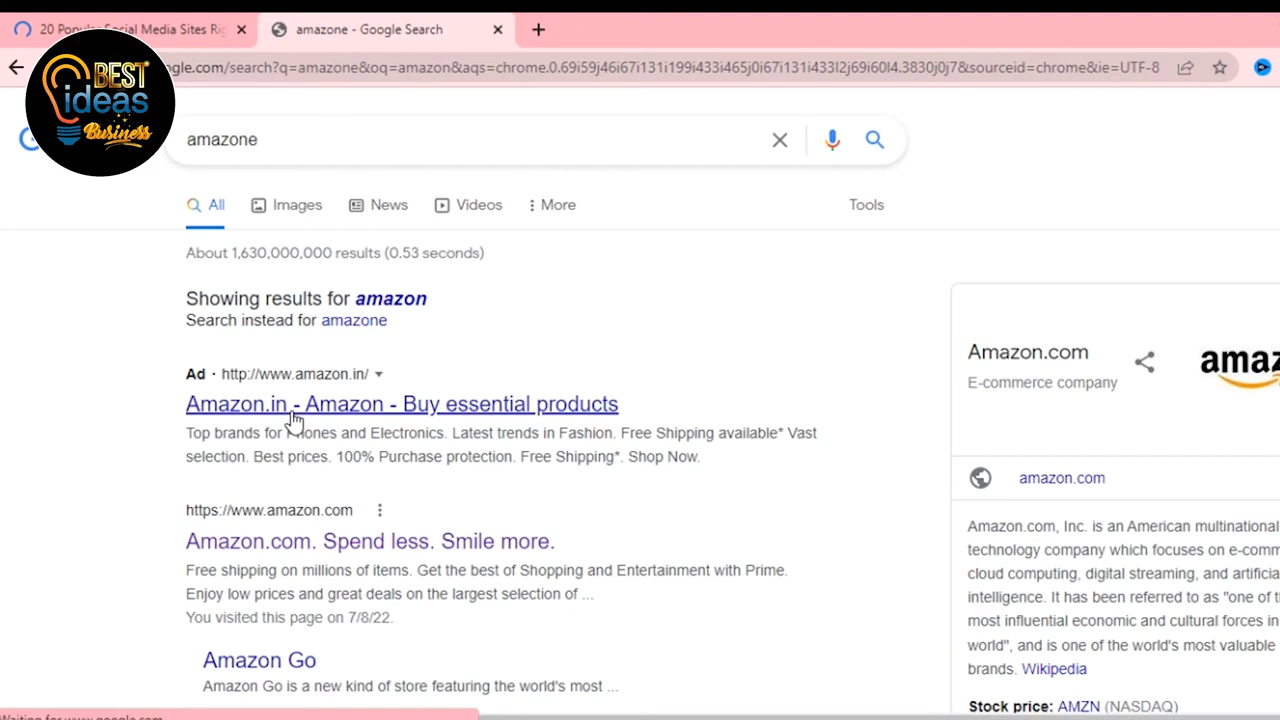 20 Popular Social Media Sites Rig
amazone - Google Search
BEST
ideas
Business
gle.com/search?q=amazone&oq=amazon&aqs=chrome.0.69i59j46i67i131i199i433i465j0i67i131i433l2j69i60l4.3830j0j7&sourceid=chrome&ie=UTF-8
amazone
All
Images
News
Videos
More
Tools
About 1,630,000,000 results (0.53 seconds)
Showing results for amazon
Search instead for amazone
Ad · http://www.amazon.in/
Amazon.in - Amazon - Buy essential products
Top brands for Phones and Electronics. Latest trends in Fashion. Free Shipping available* Vast
selection. Best prices. 100% Purchase protection. Free Shipping*. Shop Now.
https://www.amazon.com
Amazon.com. Spend less. Smile more.
Free shipping on millions of items. Get the best of Shopping and Entertainment with Prime.
Enjoy low prices and great deals on the largest selection of ...
You visited this page on 7/8/22.
Amazon Go
Amazon Go is a new kind of store featuring the world's most ...
Amazon.com
E-commerce company
amaz
amazon.com
Amazon.com, Inc. is an American multinational
technology company which focuses on e-comm
cloud computing, digital streaming, and artificia
intelligence. It has been referred to as "one of t
most influential economic and cultural forces in
world", and is one of the world's most valuable
brands. Wikipedia
Stock price: AMZN (NASDAQ)
Waiting for www.google.com